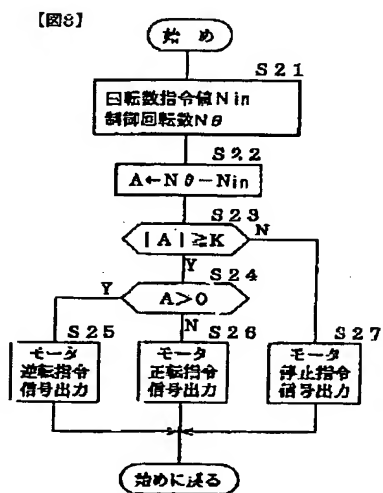 【図8】
始め
S21
回転数指令値Nin
制御回転数Nθ
S22
A←Nθ−Nin
S23
|A|≧K
N
Y
S24
Y
A>0
N
S25
モータ
逆転指令
信号出力
S26
モータ
正転指令
信号出力
S27
モータ
停止指令
信号出力
始めに戻る